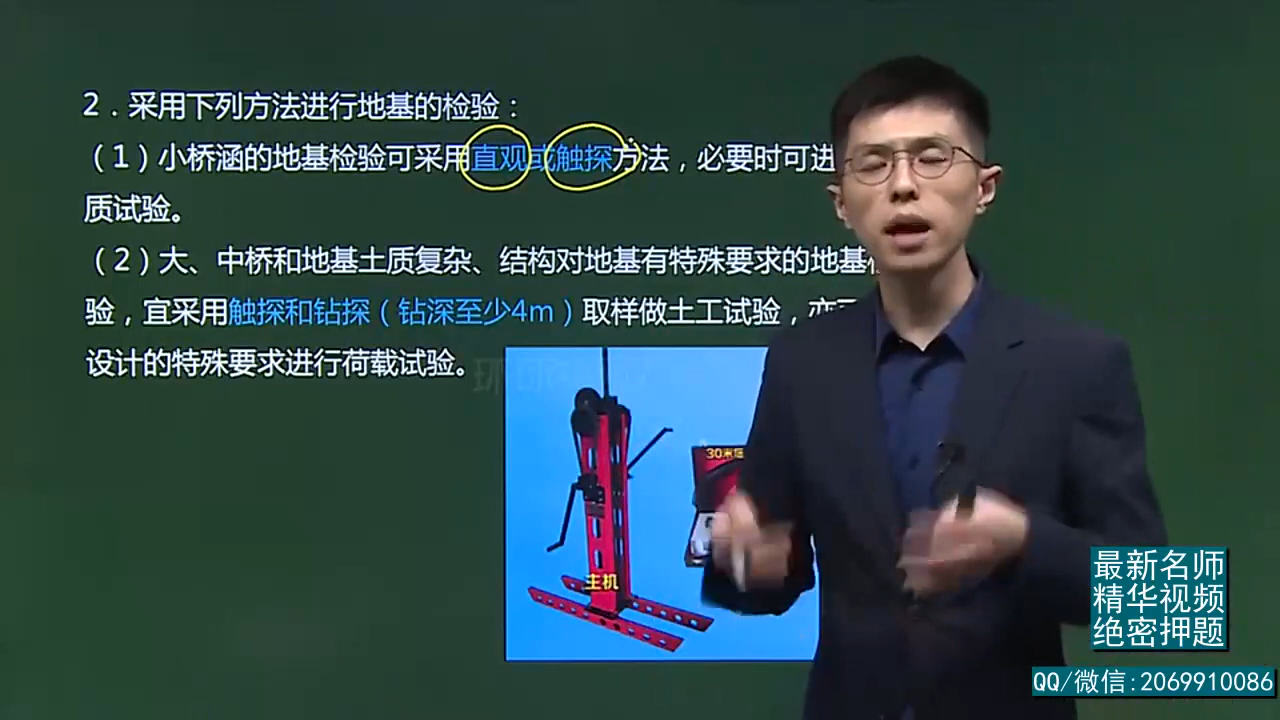 2．采用下列方法进行地基的检验：
（1）小桥涵的地基检验可采用直观或触探方法，必要时可进
质试验。
（2）大、中桥和地基土质复杂、结构对地基有特殊要求的地基
验，宜采用触探和钻探（钻深至少4m）取样做土工试验，亦
设计的特殊要求进行荷载试验。
30米
主机
最新名师
精华视频
绝密押题
QQ/微信:2069910086